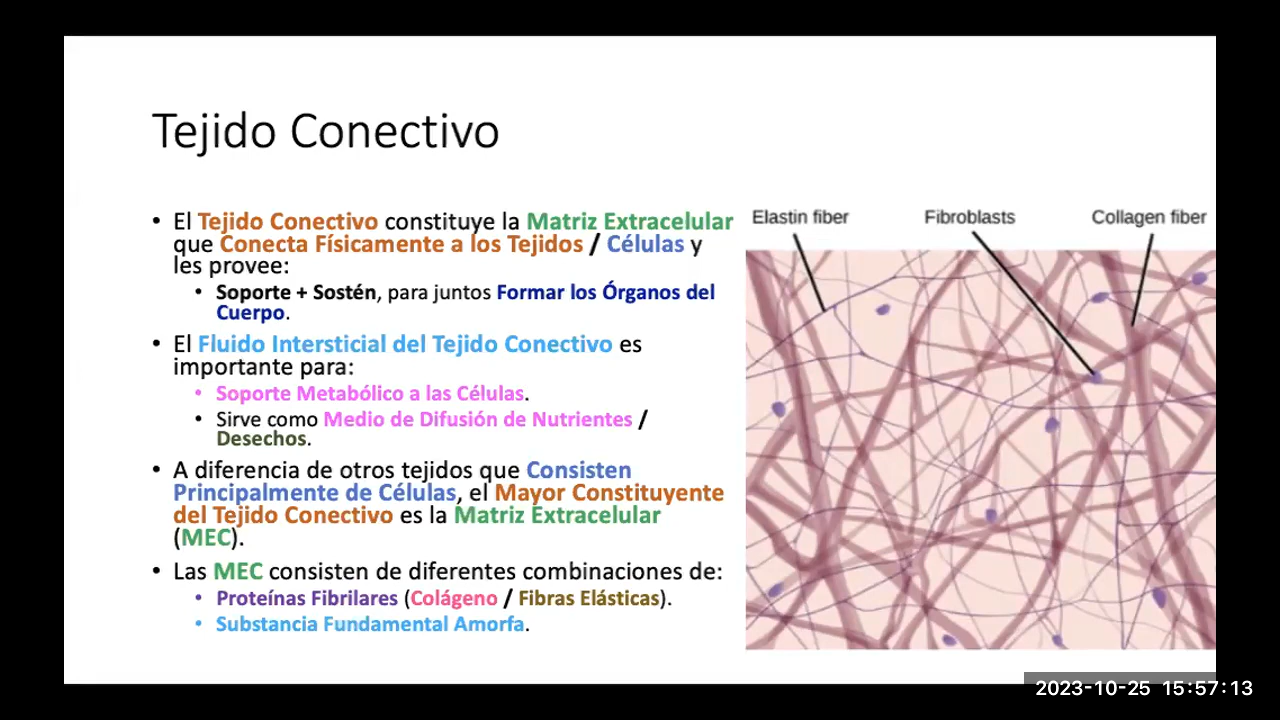 Tejido Conectivo
• El Tejido Conectivo constituye la Matriz Extracelular
que Conecta Físicamente a los Tejidos / Células y
les provee:
• Soporte + Sostén, para juntos Formar los Órganos del
Cuerpo.
• El Fluido Intersticial del Tejido Conectivo es
importante para:
• Soporte Metabólico a las Células.
• Sirve como Medio de Difusión de Nutrientes /
Desechos.
• A diferencia de otros tejidos que Consisten
Principalmente de Células, el Mayor Constituyente
del Tejido Conectivo es la Matriz Extracelular
(MEC).
• Las MEC consisten de diferentes combinaciones de:
• Proteínas Fibrilares (Colágeno / Fibras Elásticas).
• Substancia Fundamental Amorfa.
Elastin fiber Fibroblasts Collagen fiber
2023-10-25 15:57:13